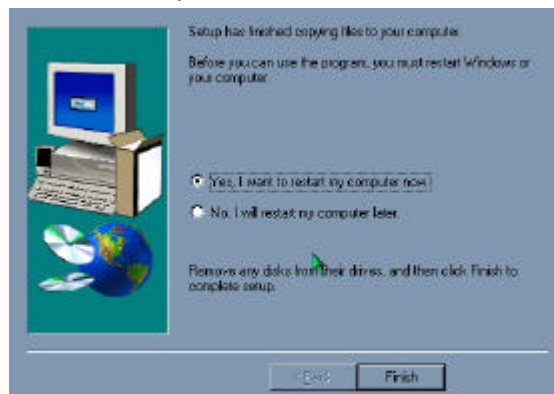 Setup has finished copying files to your computer.
Before you can use the program, you must restart Windows or
your computer.
Yes, I want to restart my computer now.
No, I will restart my computer later.
Remove any disks from their drives, and then click Finish to
complete setup.
< Back
Finish